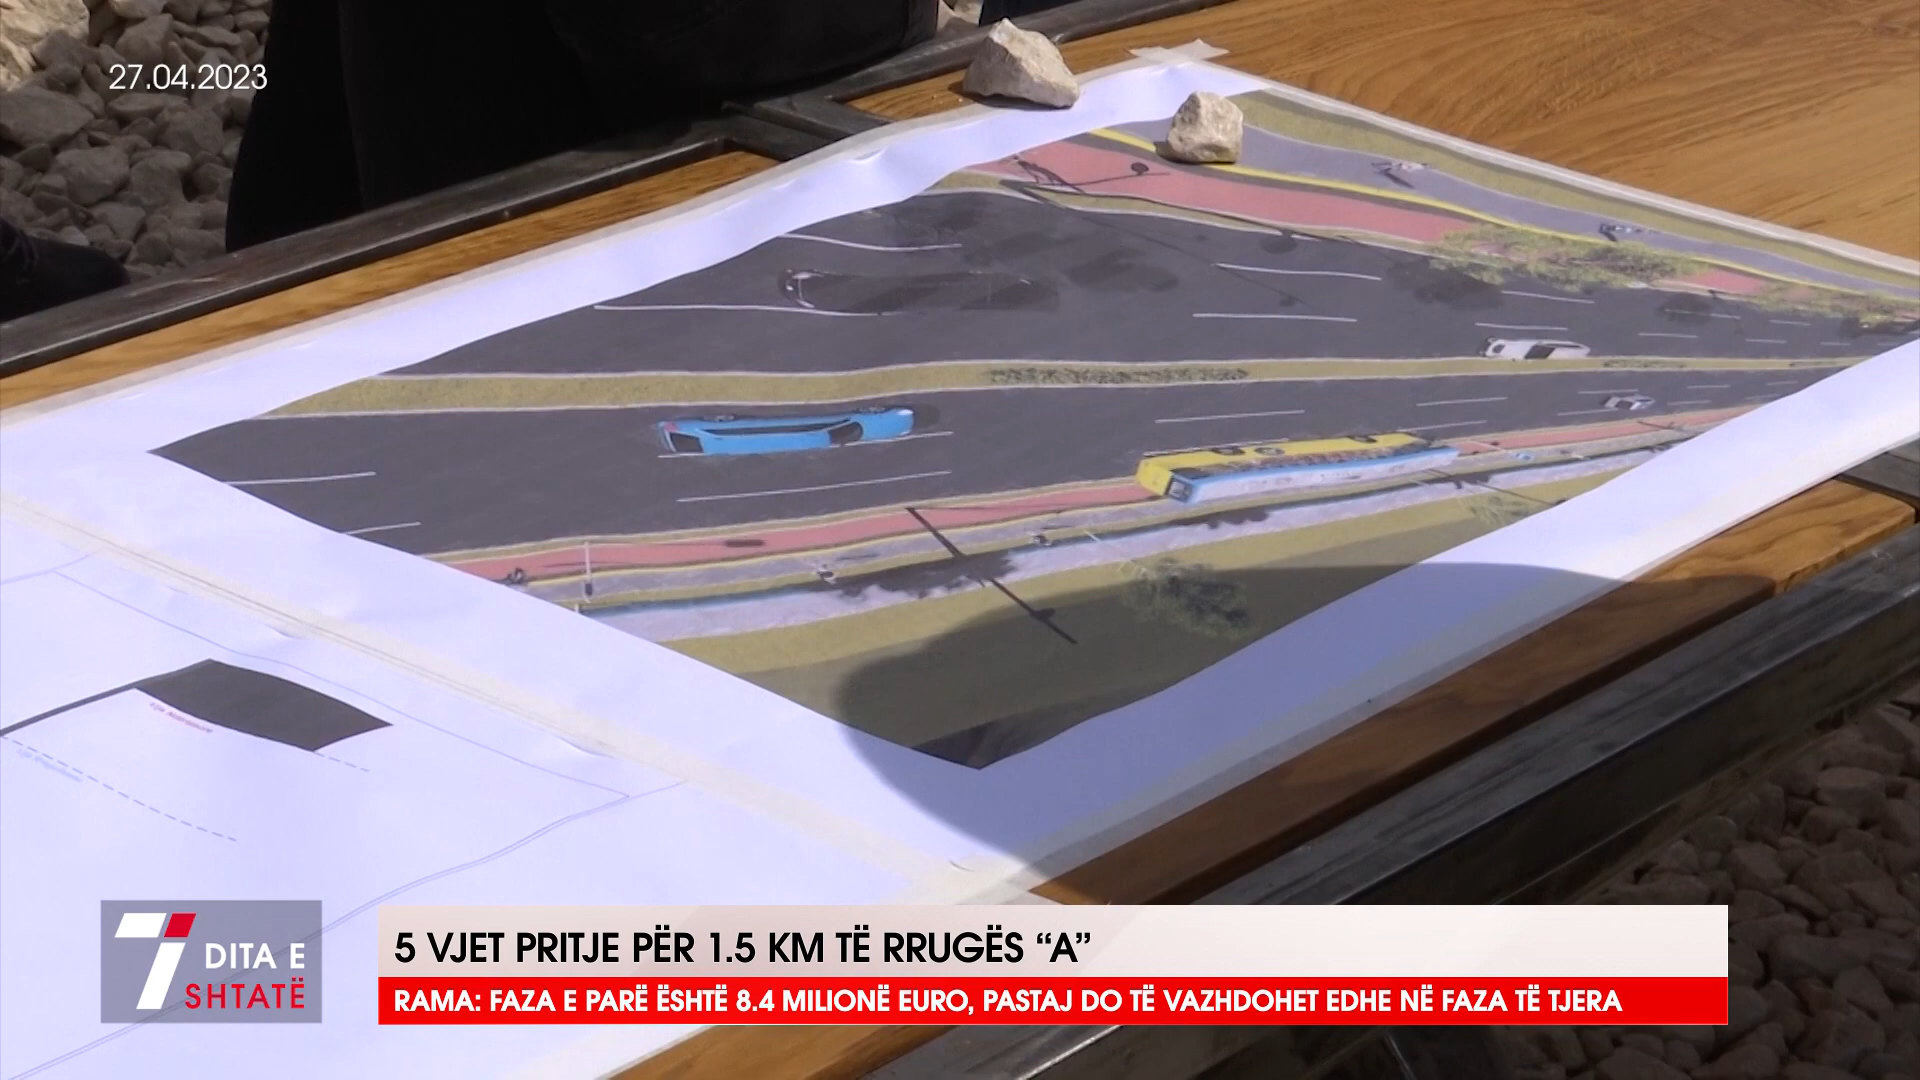 27.04.2023
7
DITA E
SHTATË
5 VJET PRITJE PËR 1.5 KM TË RRUGËS “A”
RAMA: FAZA E PARË ËSHTË 8.4 MILIONË EURO, PASTAJ DO TË VAZHDOHET EDHE NË FAZA TË TJERA